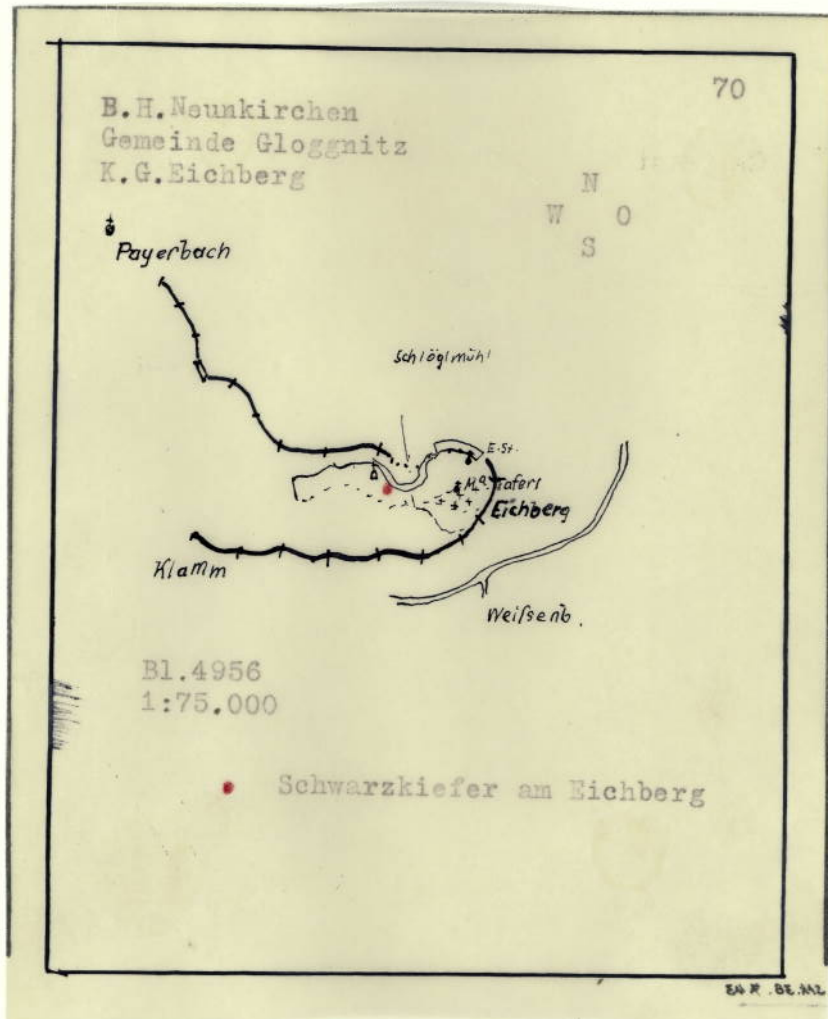 70
B.H.Neunkirchen
Gemeinde Gloggnitz
K.G.Eichberg
N
W O
S
Payerbach
Schlöglmühl
E.St.
Taferl
Eichberg
Klamm
Weißenb.
Bl.4956
1:75.000
Schwarzkiefer am Eichberg